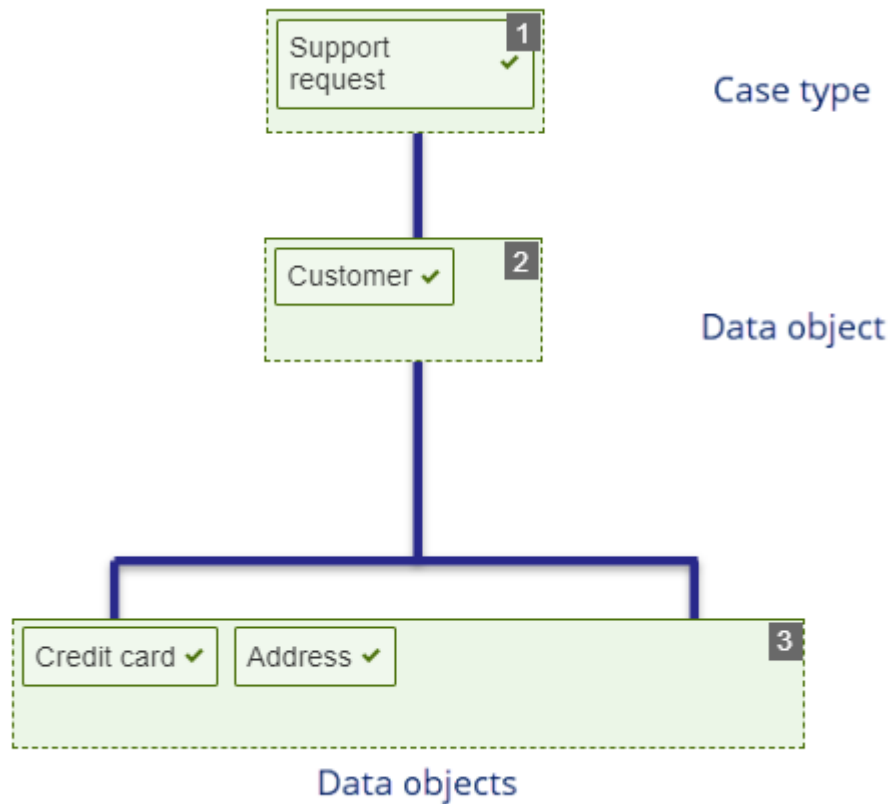 1
Support
request
Case type
2
Customer
Data object
3
Credit card
Address
Data objects